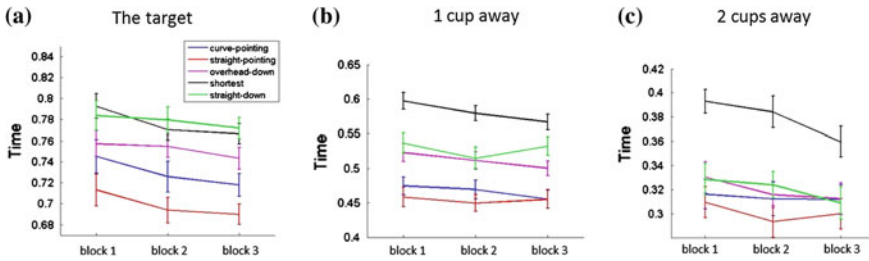 (a) The target
Time
0.84
0.82
0.8
0.78
0.76
0.74
0.72
0.7
0.68
curve-pointing
straight-pointing
overhead-down
shortest
straight-down
block 1 block 2 block 3
(b) 1 cup away
Time
0.6
0.55
0.5
0.45
0.4
block 1 block 2 block 3
(c) 2 cups away
Time
0.42
0.4
0.38
0.36
0.34
0.32
0.3
block 1 block 2 block 3